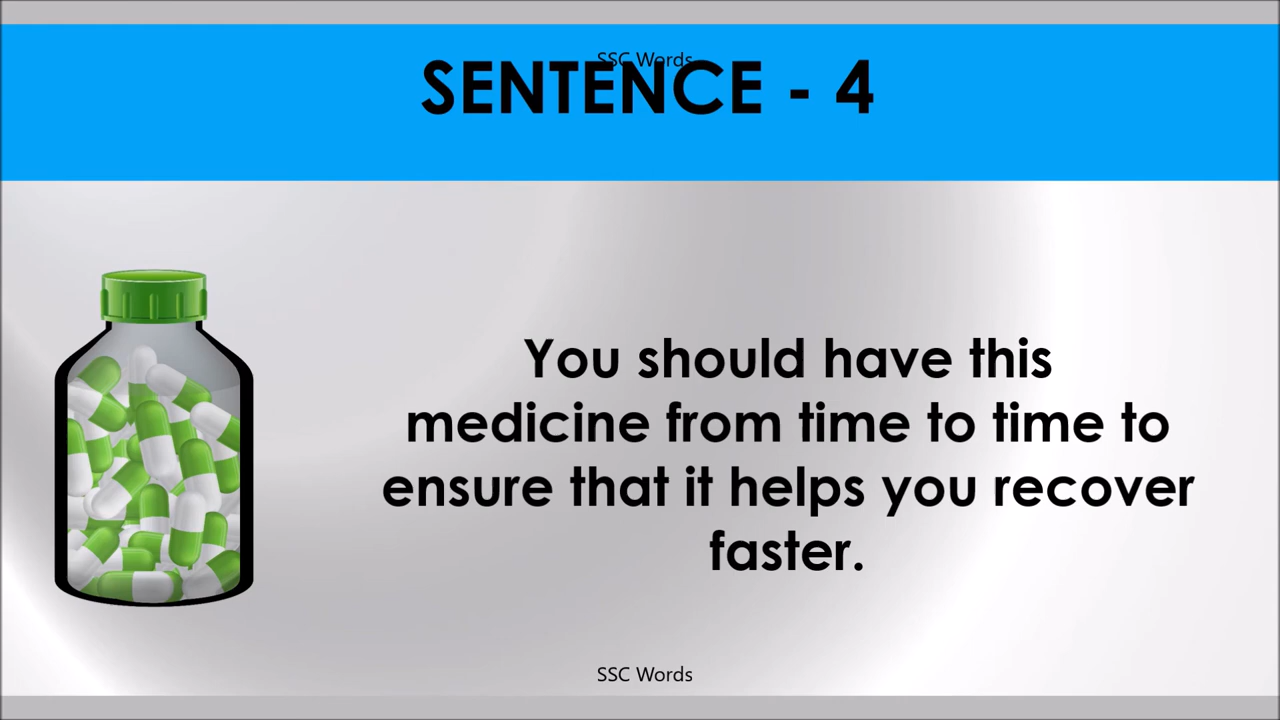 SSC Words
SENTENCE - 4
You should have this
medicine from time to time to
ensure that it helps you recover
faster.
SSC Words